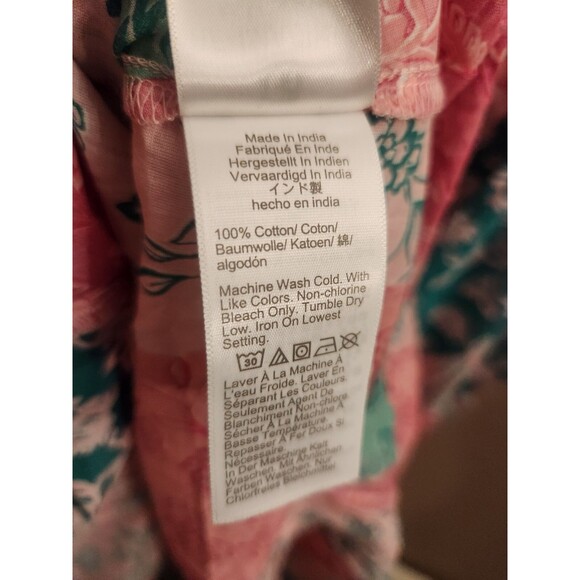 Made In India
Fabriqué En Inde
Hergestellt In Indien
Vervaardigd In India
インド製
hecho en india
100% Cotton/ Coton/
Baumwolle/ Katoen/ 綿/
algodón
Machine Wash Cold. With
Like Colors. Non-chlorine
Bleach Only. Tumble Dry
Low. Iron On Lowest
Setting.
30
Laver À La Machine À
L'eau Froide. Laver En
Séparant Les Couleurs.
Seulement Agent De
Blanchiment Non-chlore.
Sécher À La Machine À
Basse Température.
Repasser À Fer Doux Si
Nécessaire.
In Der Maschine Kalt
Waschen. Mit Ähnlichen
Farben Waschen. Nur
Chlorfreies Bleichmittel